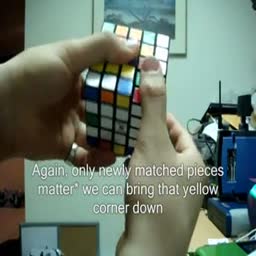 Again, only newly matched pieces
matter* we can bring that yellow
corner down